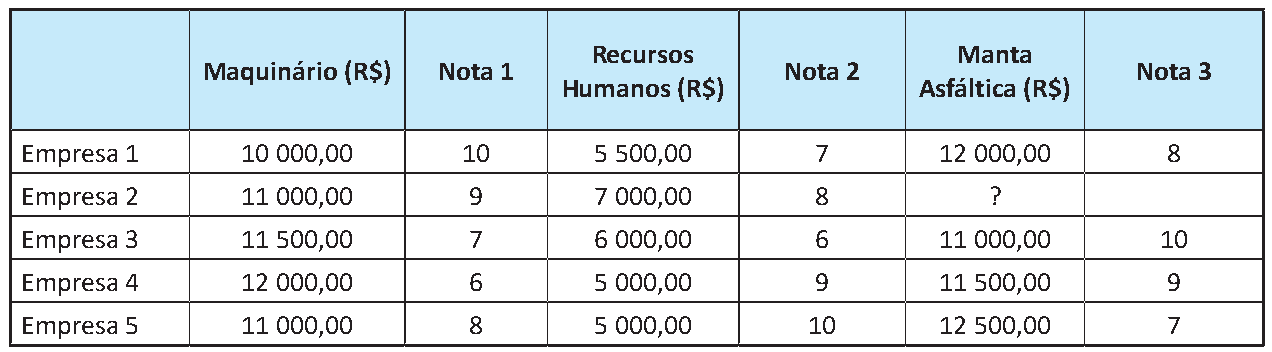 Maquinário (R$) Nota 1 Recursos Humanos (R$) Nota 2 Manta Asfáltica (R$) Nota 3
Empresa 1 10 000,00 10 5 500,00 7 12 000,00 8
Empresa 2 11 000,00 9 7 000,00 8 ?
Empresa 3 11 500,00 7 6 000,00 6 11 000,00 10
Empresa 4 12 000,00 6 5 000,00 9 11 500,00 9
Empresa 5 11 000,00 8 5 000,00 10 12 500,00 7